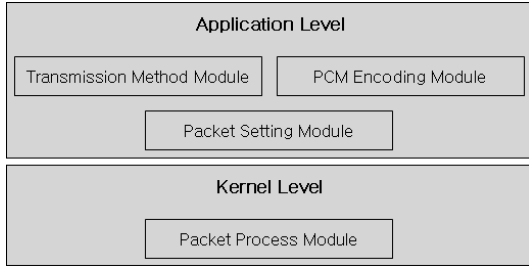 Application Level
Transmission Method Module
PCM Encoding Module
Packet Setting Module
Kernel Level
Packet Process Module